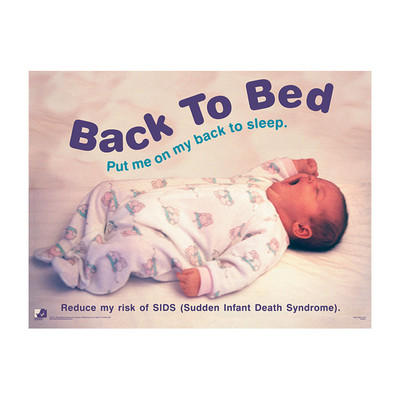 Back To Bed
Put me on my back to sleep.
Reduce my risk of SIDS (Sudden Infant Death Syndrome).